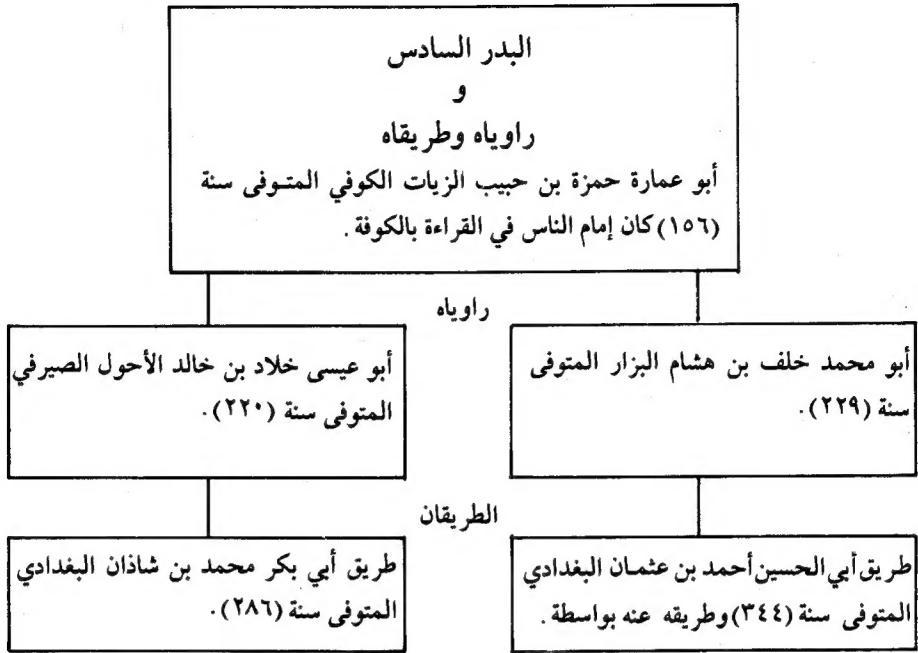 البدر السادس
و
راوياه وطريقاه
أبو عمارة حمزة بن حبيب الزيات الكوفي المتوفى سنة
(١٥٦) كان إمام الناس في القراءة بالكوفة .
راوياه
أبو محمد خلف بن هشام البزار المتوفى
سنة (٢٢٩) .
أبو عيسى خلاد بن خالد الأحول الصيرفي
المتوفى سنة (٢٢٠) .
الطريقان
طريق أبي الحسين أحمد بن عثمان البغدادي
المتوفى سنة (٣٤٤) وطريقه عنه بواسطة .
طريق أبي بكر محمد بن شاذان البغدادي
المتوفى سنة (٢٨٦) .